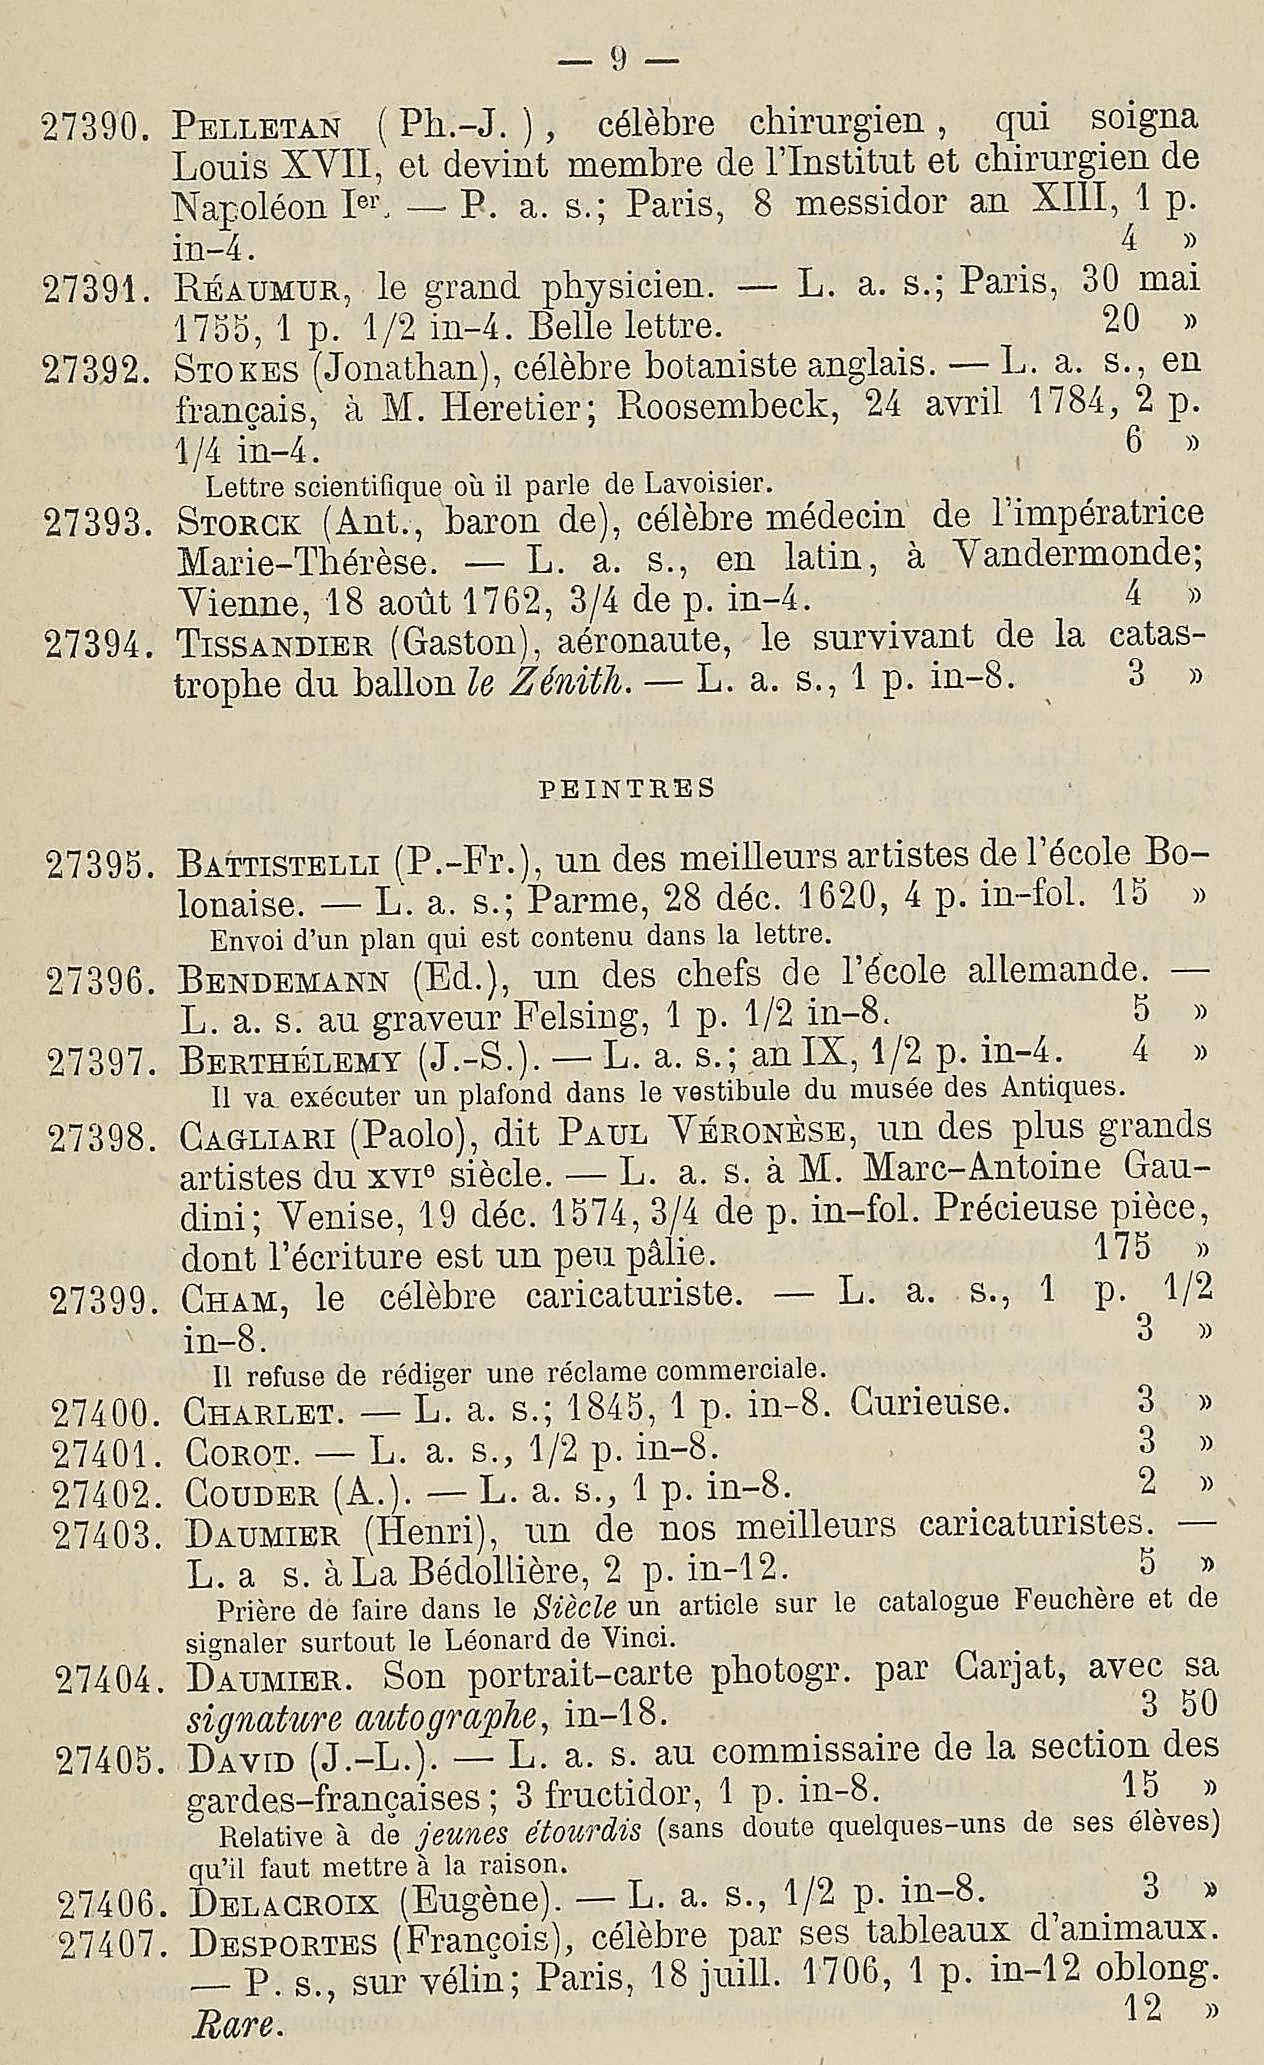 — 9 —
27390. PELLETAN (Ph.-J.), célèbre chirurgien, qui soigna
Louis XVII, et devint membre de l'Institut et chirurgien de
Napoléon Ier. — P. a. s.; Paris, 8 messidor an XIII, 1 p.
in-4. 4 »
27391. RÉAUMUR, le grand physicien. — L. a. s.; Paris, 30 mai
1755, 1 p. 1/2 in-4. Belle lettre. 20 »
27392. STOKES (Jonathan), célèbre botaniste anglais. — L. a. s., en
français, à M. Heretier; Roosembeck, 24 avril 1784, 2 p.
1/4 in-4. 6 »
Lettre scientifique où il parle de Lavoisier.
27393. STORCK (Ant., baron de), célèbre médecin de l'impératrice
Marie-Thérèse. — L. a. s., en latin, à Vandermonde;
Vienne, 18 août 1762, 3/4 de p. in-4. 4 »
27394. TISSANDIER (Gaston), aéronaute, le survivant de la catas-
trophe du ballon le Zénith. — L. a. s., 1 p. in-8. 3 »
PEINTRES
27395. BATTISTELLI (P.-Fr.), un des meilleurs artistes de l'école Bo-
lonaise. — L. a. s.; Parme, 28 déc. 1620, 4 p. in-fol. 15 »
Envoi d'un plan qui est contenu dans la lettre.
27396. BENDEMANN (Ed.), un des chefs de l'école allemande. —
L. a. s. au graveur Felsing, 1 p. 1/2 in-8. 5 »
27397. BERTHÉLEMY (J.-S.). — L. a. s.; an IX, 1/2 p. in-4. 4 »
Il va exécuter un plafond dans le vestibule du musée des Antiques.
27398. CAGLIARI (Paolo), dit PAUL VÉRONÈSE, un des plus grands
artistes du XVIe siècle. — L. a. s. à M. Marc-Antoine Gau-
dini; Venise, 19 déc. 1574, 3/4 de p. in-fol. Précieuse pièce,
dont l'écriture est un peu pâlie. 175 »
27399. CHAM, le célèbre caricaturiste. — L. a. s., 1 p. 1/2
in-8. 3 »
Il refuse de rédiger une réclame commerciale.
27400. CHARLET. — L. a. s.; 1845, 1 p. in-8. Curieuse. 3 »
27401. COROT. — L. a. s., 1/2 p. in-8. 3 »
27402. COUDER (A.). — L. a. s., 1 p. in-8. 2 »
27403. DAUMIER (Henri), un de nos meilleurs caricaturistes. —
L. a s. à La Bédollière, 2 p. in-12. 5 »
Prière de faire dans le Siècle un article sur le catalogue Feuchère et de
signaler surtout le Léonard de Vinci.
27404. DAUMIER. Son portrait-carte photogr. par Carjat, avec sa
signature autographe, in-18. 3 50
27405. DAVID (J.-L.). — L. a. s. au commissaire de la section des
gardes-françaises; 3 fructidor, 1 p. in-8. 15 »
Relative à de jeunes étourdis (sans doute quelques-uns de ses élèves)
qu'il faut mettre à la raison.
27406. DELACROIX (Eugène). — L. a. s., 1/2 p. in-8. 3 »
27407. DESPORTES (François), célèbre par ses tableaux d'animaux.
— P. s., sur vélin; Paris, 18 juill. 1706, 1 p. in-12 oblong.
Rare. 12 »